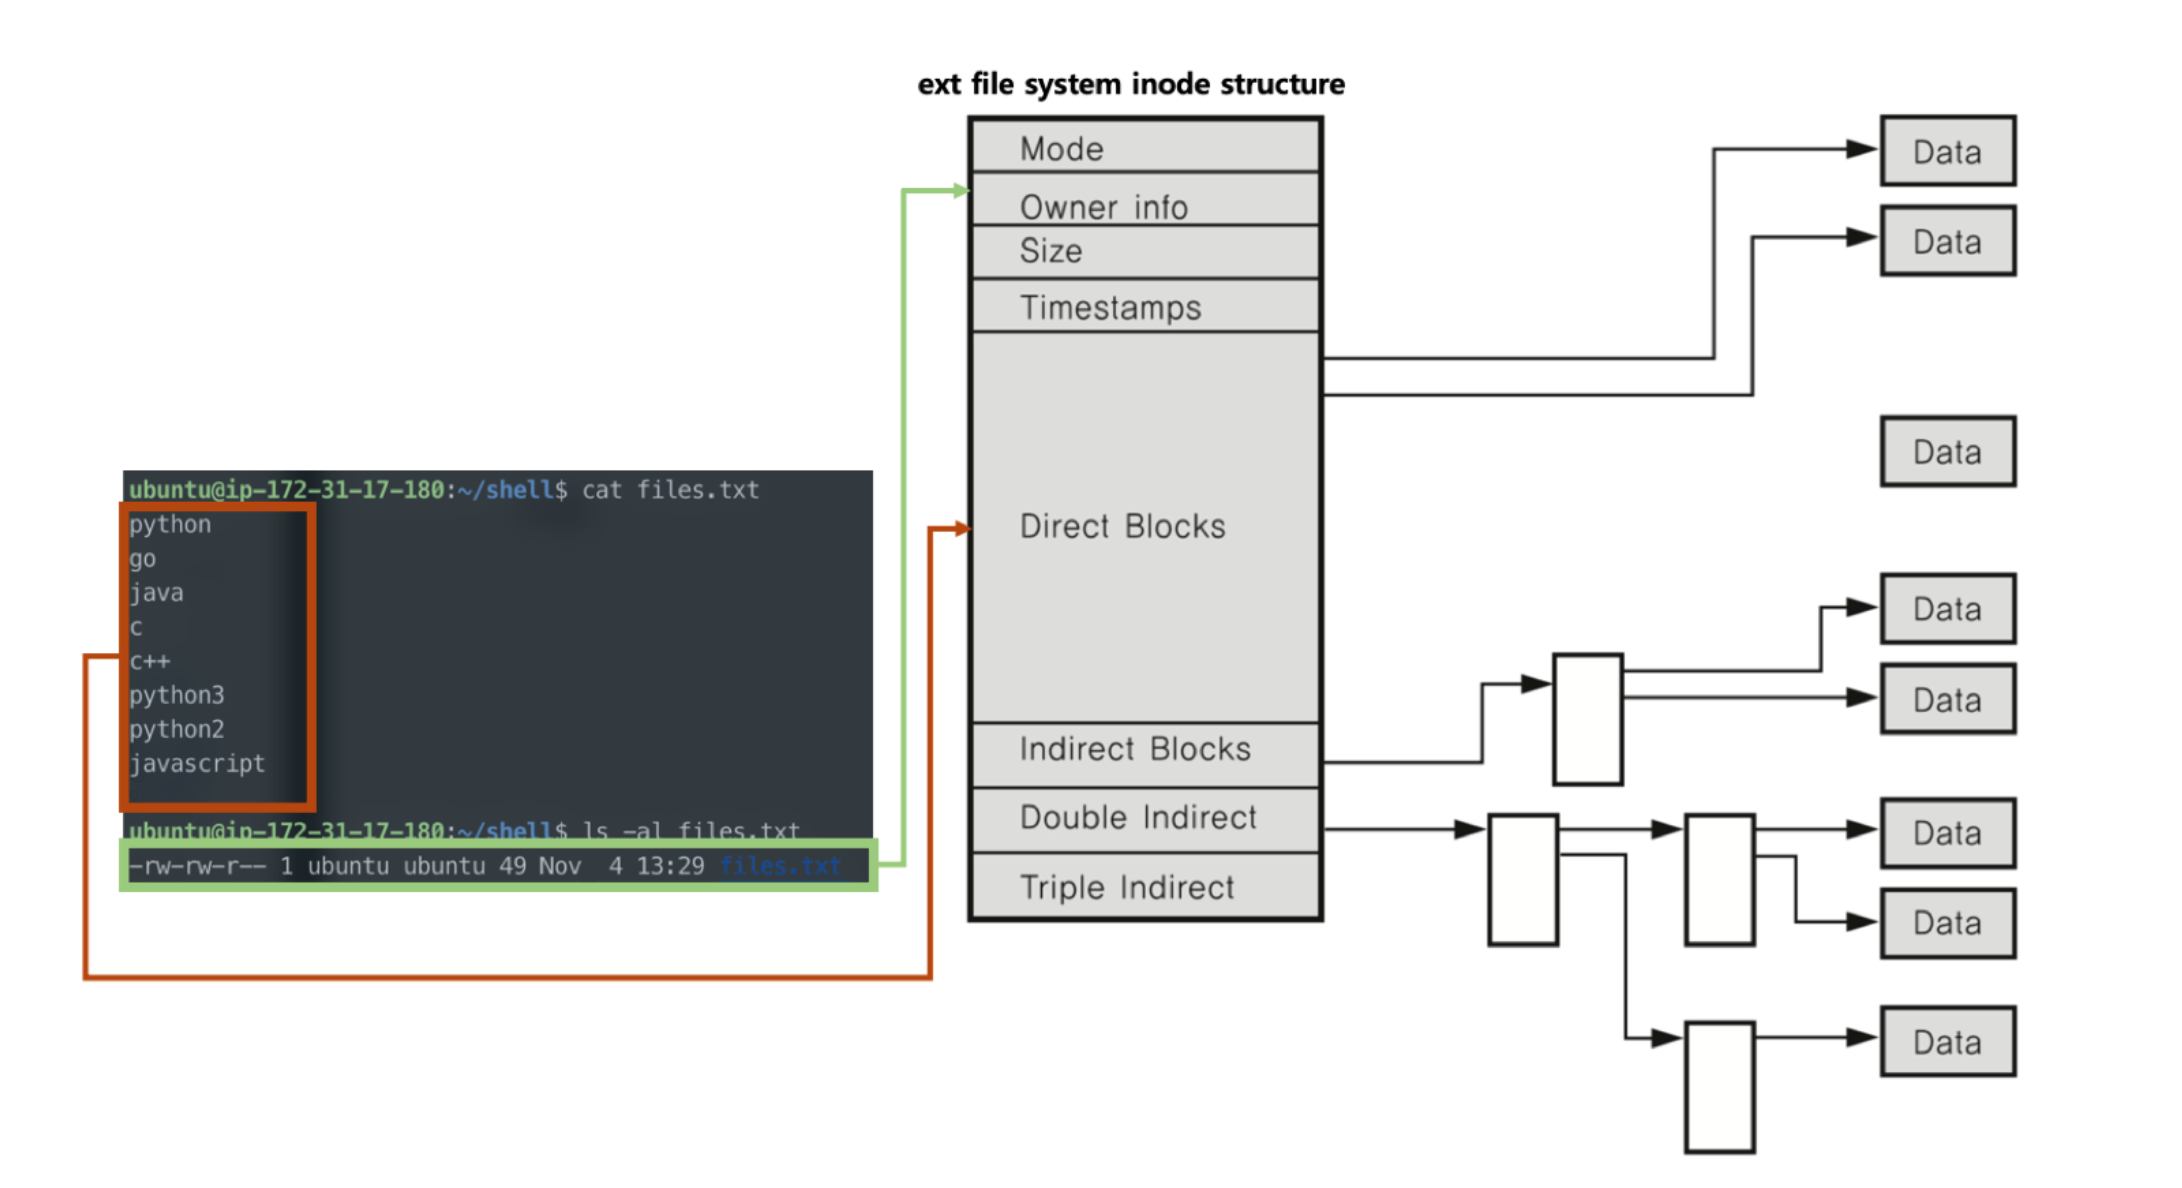 ext file system inode structure
ubuntu@ip-172-31-17-180:~/shell$ cat files.txt
python
go
java
c
c++
python3
python2
javascript
ubuntu@ip-172-31-17-180:~/shell$ ls -al files.txt
-rw-rw-r-- 1 ubuntu ubuntu 49 Nov  4 13:29 files.txt
Mode
Owner info
Size
Timestamps
Direct Blocks
Indirect Blocks
Double Indirect
Triple Indirect
Data
Data
Data
Data
Data
Data
Data
Data